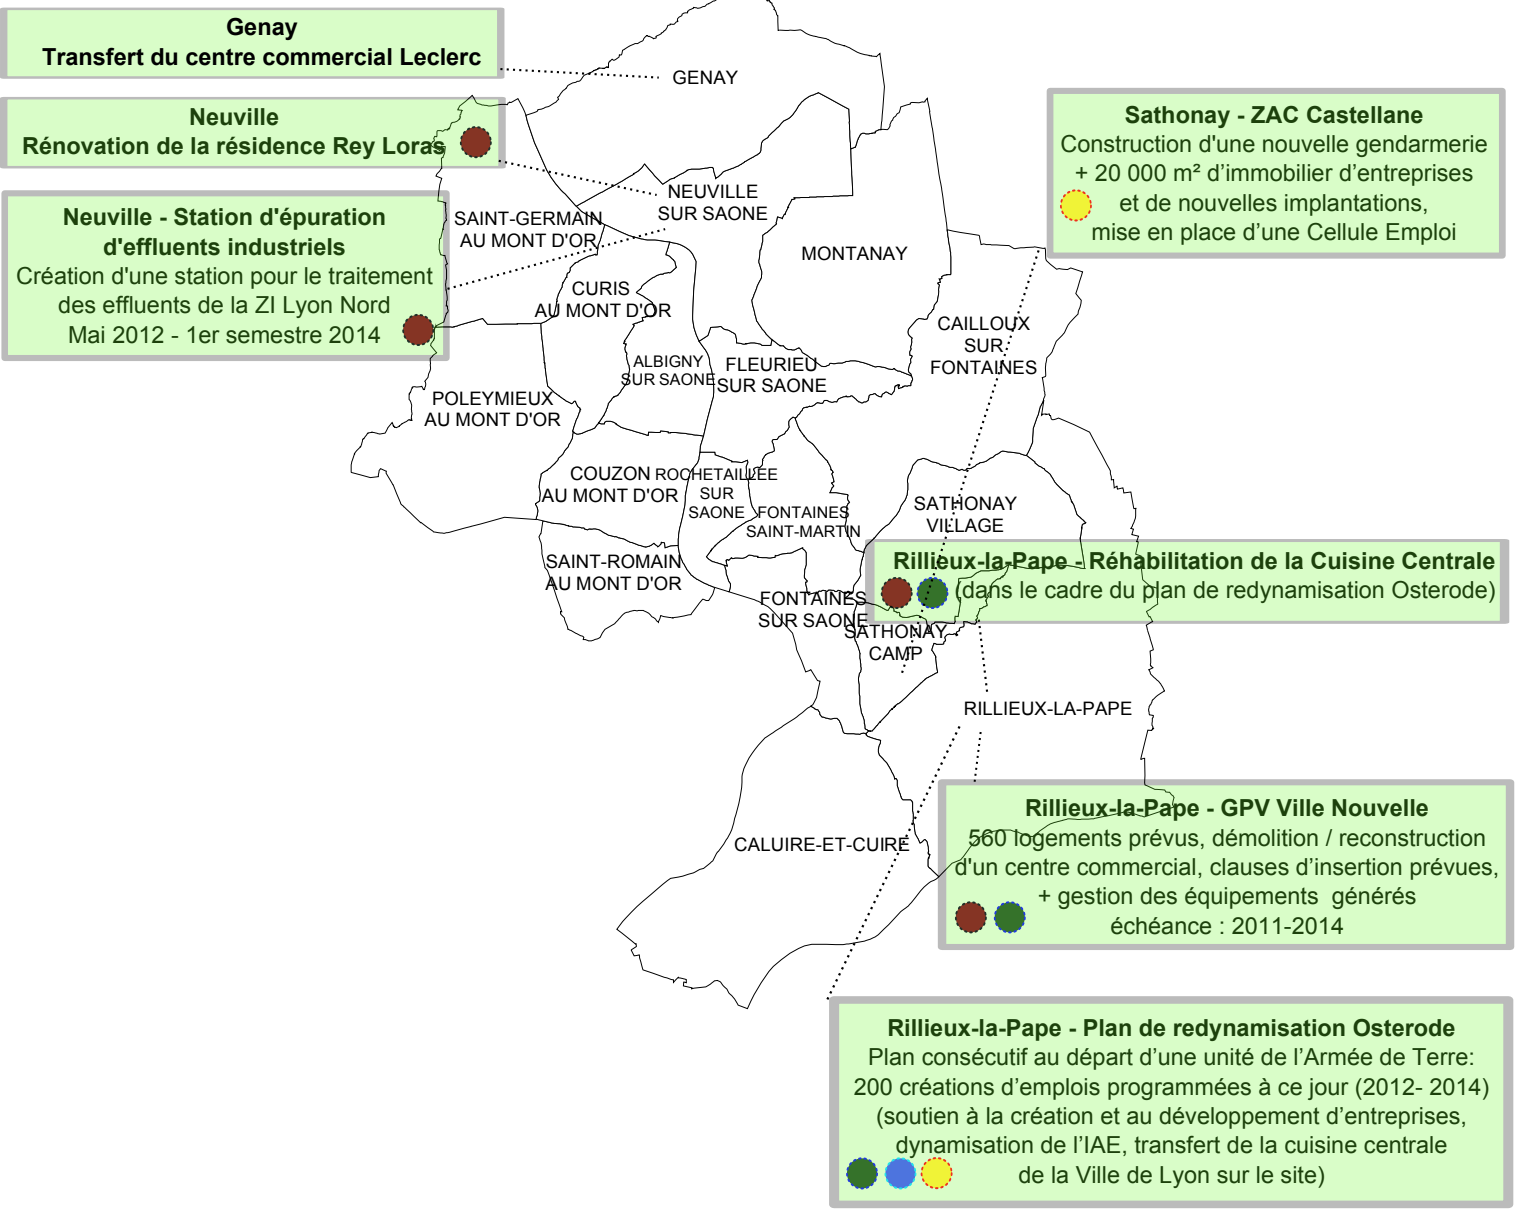 Genay
Transfert du centre commercial Leclerc
Neuville
Rénovation de la résidence Rey Loras
Neuville - Station d'épuration
d'effluents industriels
Création d'une station pour le traitement
des effluents de la ZI Lyon Nord
Mai 2012 - 1er semestre 2014
Sathonay - ZAC Castellane
Construction d'une nouvelle gendarmerie
+ 20 000 m² d’immobilier d’entreprises
et de nouvelles implantations,
mise en place d’une Cellule Emploi
GENAY
NEUVILLE
SUR SAONE
SAINT-GERMAIN
AU MONT D'OR
MONTANAY
CURIS
AU MONT D'OR
CAILLOUX
SUR
FONTAINES
ALBIGNY
SUR SAONE
FLEURIEU
SUR SAONE
POLEYMIEUX
AU MONT D'OR
COUZON
AU MONT D'OR
ROCHETAILLEE
SUR
SAONE
FONTAINES
SAINT-MARTIN
SATHONAY
VILLAGE
SAINT-ROMAIN
AU MONT D'OR
FONTAINES
SUR SAONE
SATHONAY
CAMP
RILLIEUX-LA-PAPE
CALUIRE-ET-CUIRE
Rillieux-la-Pape - Réhabilitation de la Cuisine Centrale
(dans le cadre du plan de redynamisation Osterode)
Rillieux-la-Pape - GPV Ville Nouvelle
560 logements prévus, démolition / reconstruction
d'un centre commercial, clauses d’insertion prévues,
+ gestion des équipements générés
échéance : 2011-2014
Rillieux-la-Pape - Plan de redynamisation Osterode
Plan consécutif au départ d’une unité de l’Armée de Terre:
200 créations d’emplois programmées à ce jour (2012- 2014)
(soutien à la création et au développement d’entreprises,
dynamisation de l’IAE, transfert de la cuisine centrale
de la Ville de Lyon sur le site)